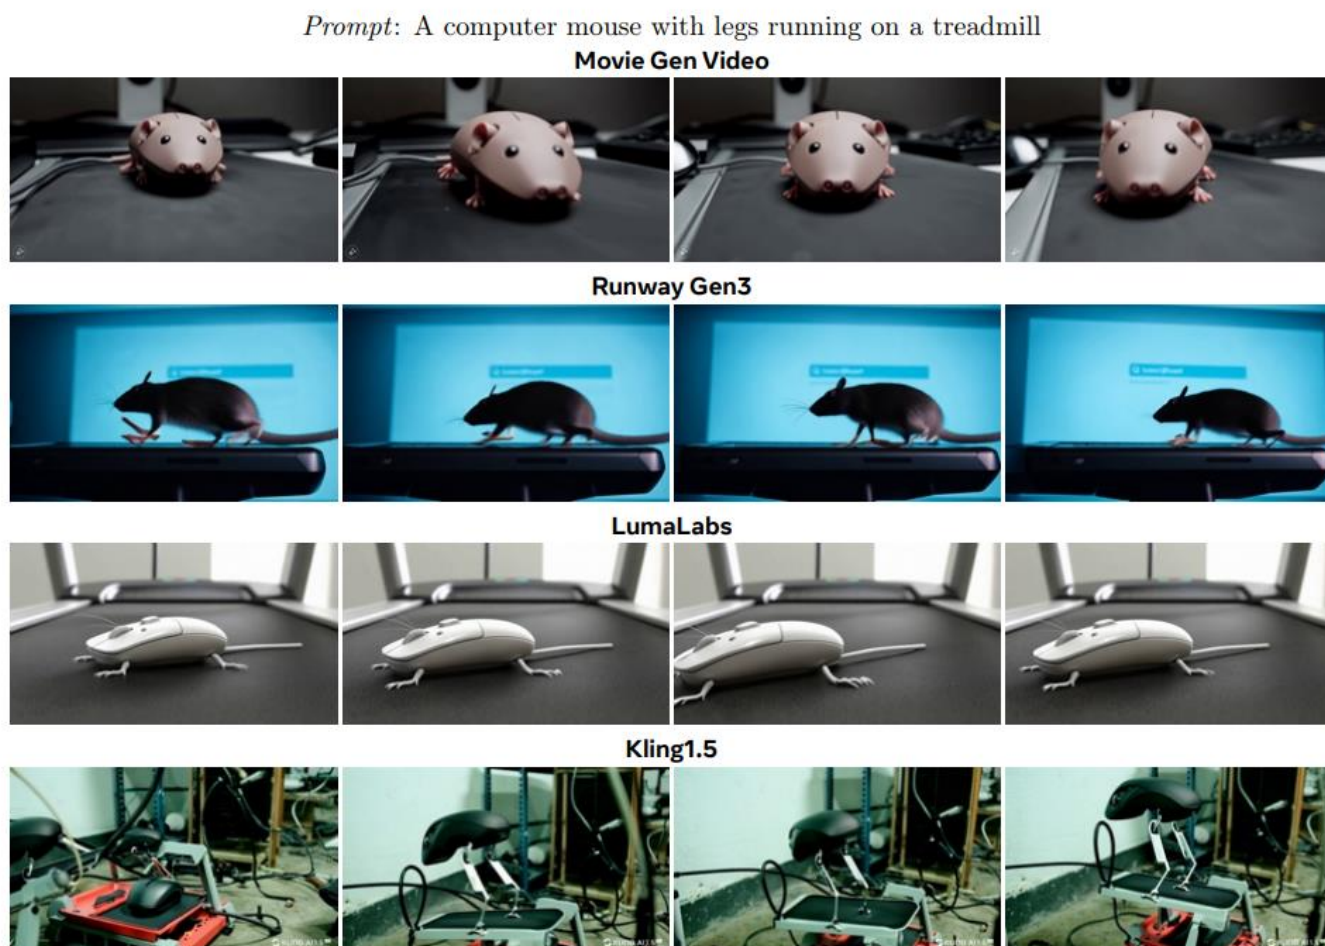 Prompt: A computer mouse with legs running on a treadmill
Movie Gen Video
Runway Gen3
LumaLabs
Kling1.5